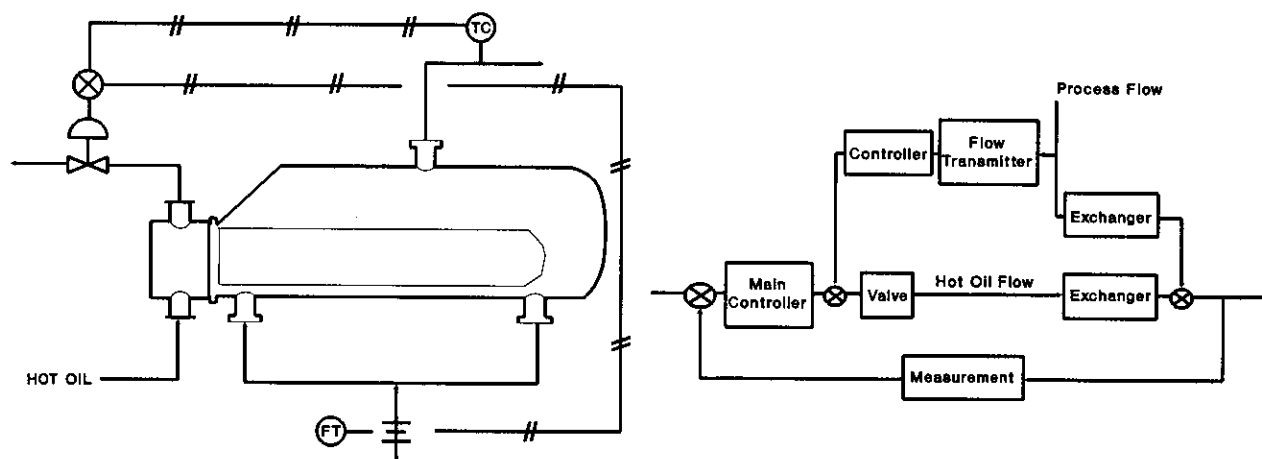 TC
HOT OIL
FT
Process Flow
Controller
Flow
Transmitter
Exchanger
Main
Controller
Valve
Hot Oil Flow
Exchanger
Measurement